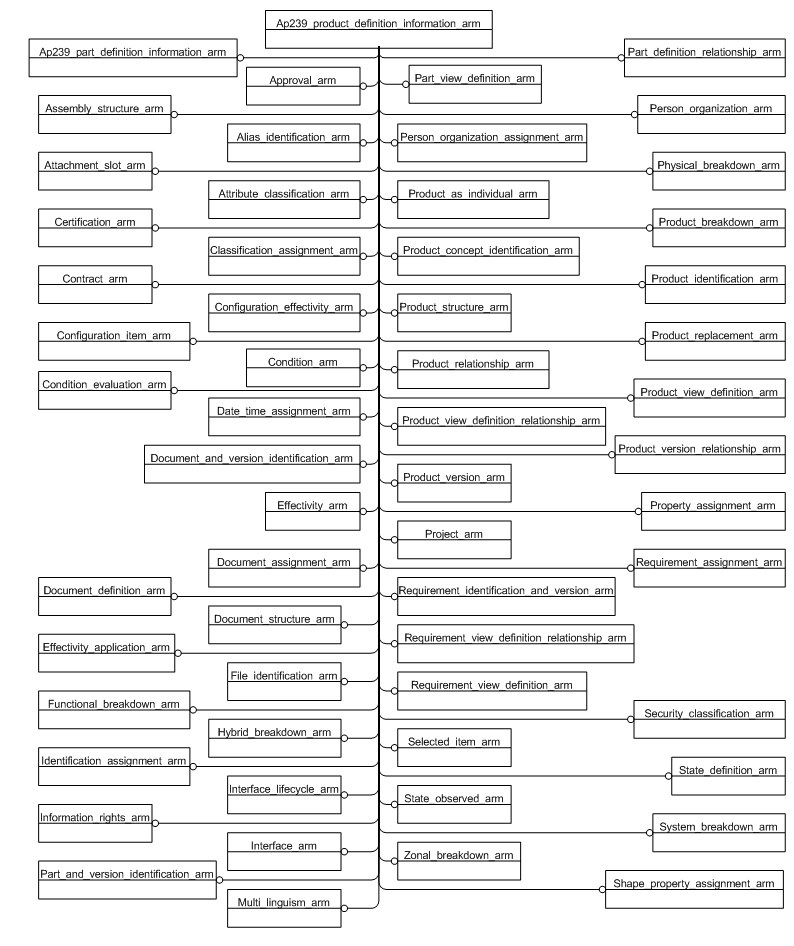 Ap239_product_definition_information_arm
Ap239_part_definition_information_arm
Part_definition_relationship_arm
Approval_arm
Part_view_definition_arm
Assembly_structure_arm
Person_organization_arm
Alias_identification_arm
Person_organization_assignment_arm
Attachment_slot_arm
Physical_breakdown_arm
Attribute_classification_arm
Product_as_individual_arm
Certification_arm
Product_breakdown_arm
Classification_assignment_arm
Product_concept_identification_arm
Contract_arm
Product_identification_arm
Configuration_effectivity_arm
Product_structure_arm
Configuration_item_arm
Product_replacement_arm
Condition_arm
Product_relationship_arm
Condition_evaluation_arm
Product_view_definition_arm
Date_time_assignment_arm
Product_view_definition_relationship_arm
Document_and_version_identification_arm
Product_version_relationship_arm
Product_version_arm
Effectivity_arm
Property_assignment_arm
Project_arm
Document_assignment_arm
Requirement_assignment_arm
Document_definition_arm
Requirement_identification_and_version_arm
Document_structure_arm
Requirement_view_definition_relationship_arm
Effectivity_application_arm
File_identification_arm
Requirement_view_definition_arm
Functional_breakdown_arm
Security_classification_arm
Hybrid_breakdown_arm
Selected_item_arm
Identification_assignment_arm
State_definition_arm
Interface_lifecycle_arm
State_observed_arm
Information_rights_arm
System_breakdown_arm
Interface_arm
Zonal_breakdown_arm
Part_and_version_identification_arm
Shape_property_assignment_arm
Multi_linguism_arm